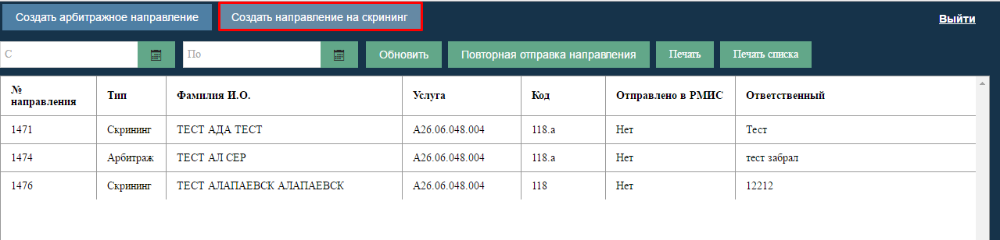 Создать арбитражное направление Создать направление на скрининг Выйти
С По Обновить Повторная отправка направления Печать Печать списка
№ направления Тип Фамилия И.О. Услуга Код Отправлено в РМИС Ответственный
1471 Скрининг ТЕСТ АДА ТЕСТ А26.06.048.004 118.а Нет Тест
1474 Арбитраж ТЕСТ АЛ СЕР А26.06.048.004 118.а Нет тест забрал
1476 Скрининг ТЕСТ АЛАПАЕВСК АЛАПАЕВСК А26.06.048.004 118 Нет 12212